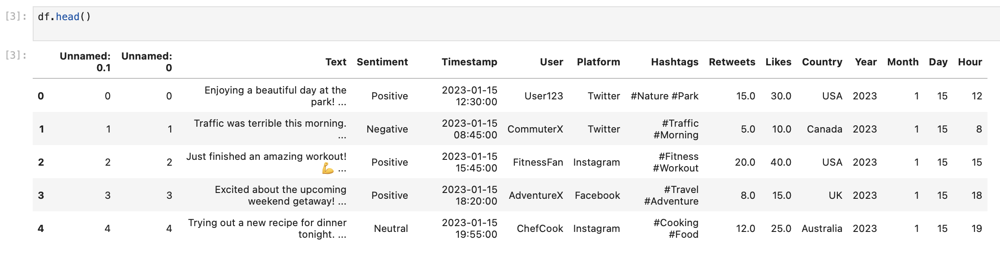 [3]: df.head()
[3]:
Unnamed: 0.1 Unnamed: 0 Text Sentiment Timestamp User Platform Hashtags Retweets Likes Country Year Month Day Hour
0 0 0 Enjoying a beautiful day at the park! ... Positive 2023-01-15 12:30:00 User123 Twitter #Nature #Park 15.0 30.0 USA 2023 1 15 12
1 1 1 Traffic was terrible this morning. ... Negative 2023-01-15 08:45:00 CommuterX Twitter #Traffic #Morning 5.0 10.0 Canada 2023 1 15 8
2 2 2 Just finished an amazing workout! 💪 ... Positive 2023-01-15 15:45:00 FitnessFan Instagram #Fitness #Workout 20.0 40.0 USA 2023 1 15 15
3 3 3 Excited about the upcoming weekend getaway! ... Positive 2023-01-15 18:20:00 AdventureX Facebook #Travel #Adventure 8.0 15.0 UK 2023 1 15 18
4 4 4 Trying out a new recipe for dinner tonight. ... Neutral 2023-01-15 19:55:00 ChefCook Instagram #Cooking #Food 12.0 25.0 Australia 2023 1 15 19